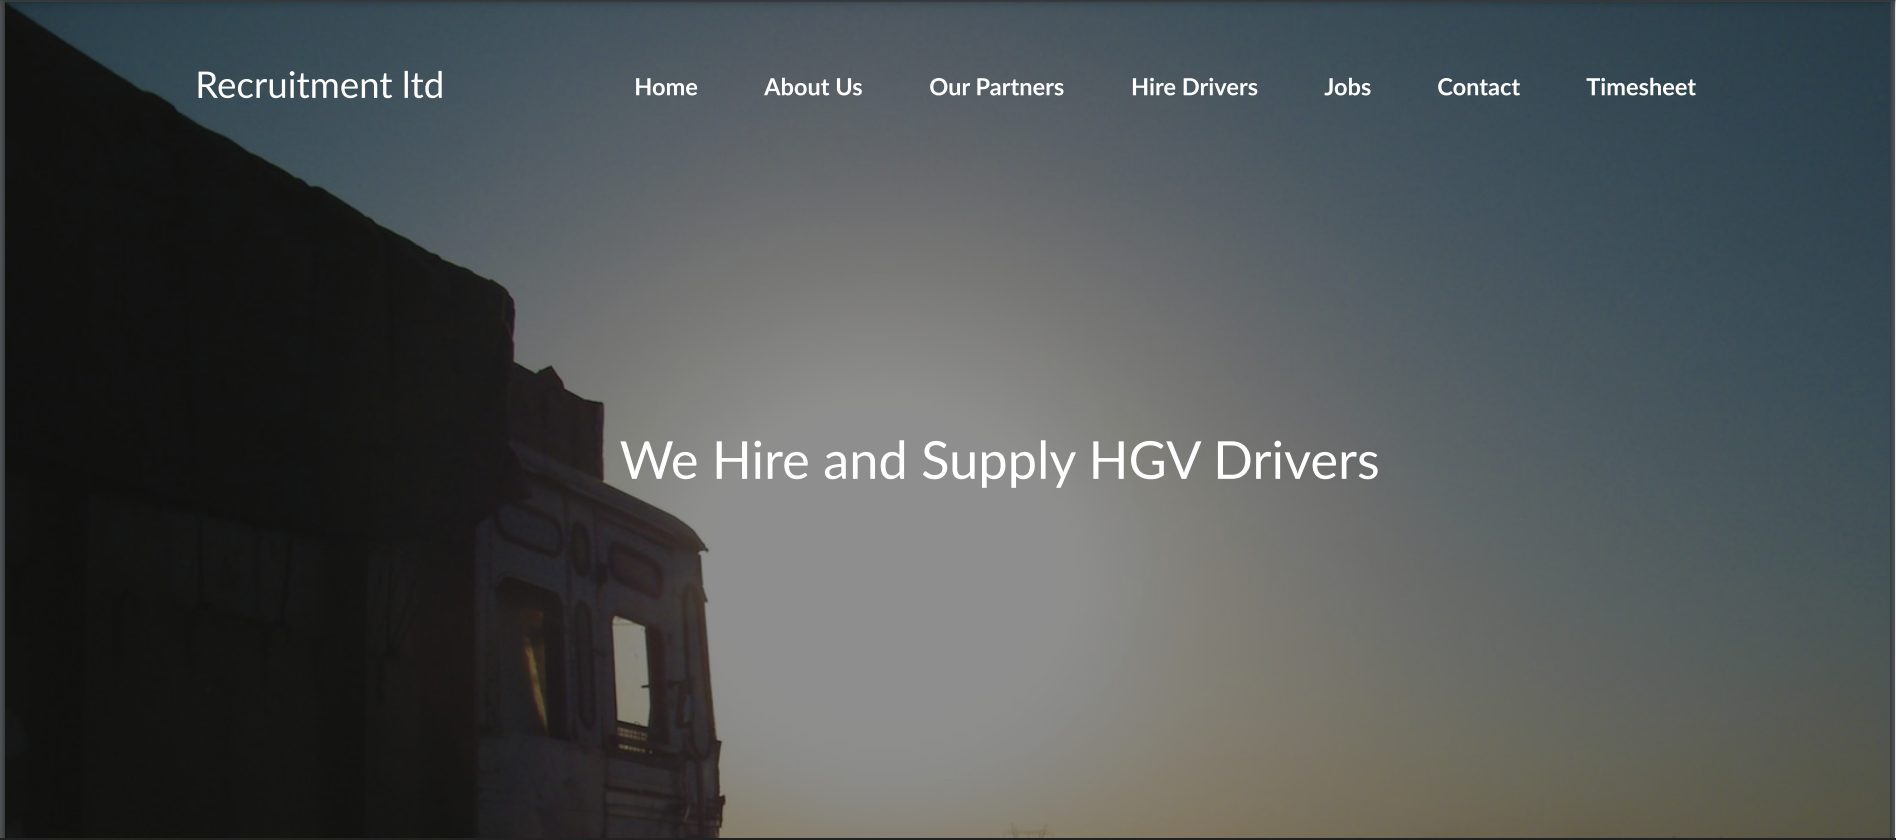 Recruitment ltd
Home About Us Our Partners Hire Drivers Jobs Contact Timesheet
We Hire and Supply HGV Drivers